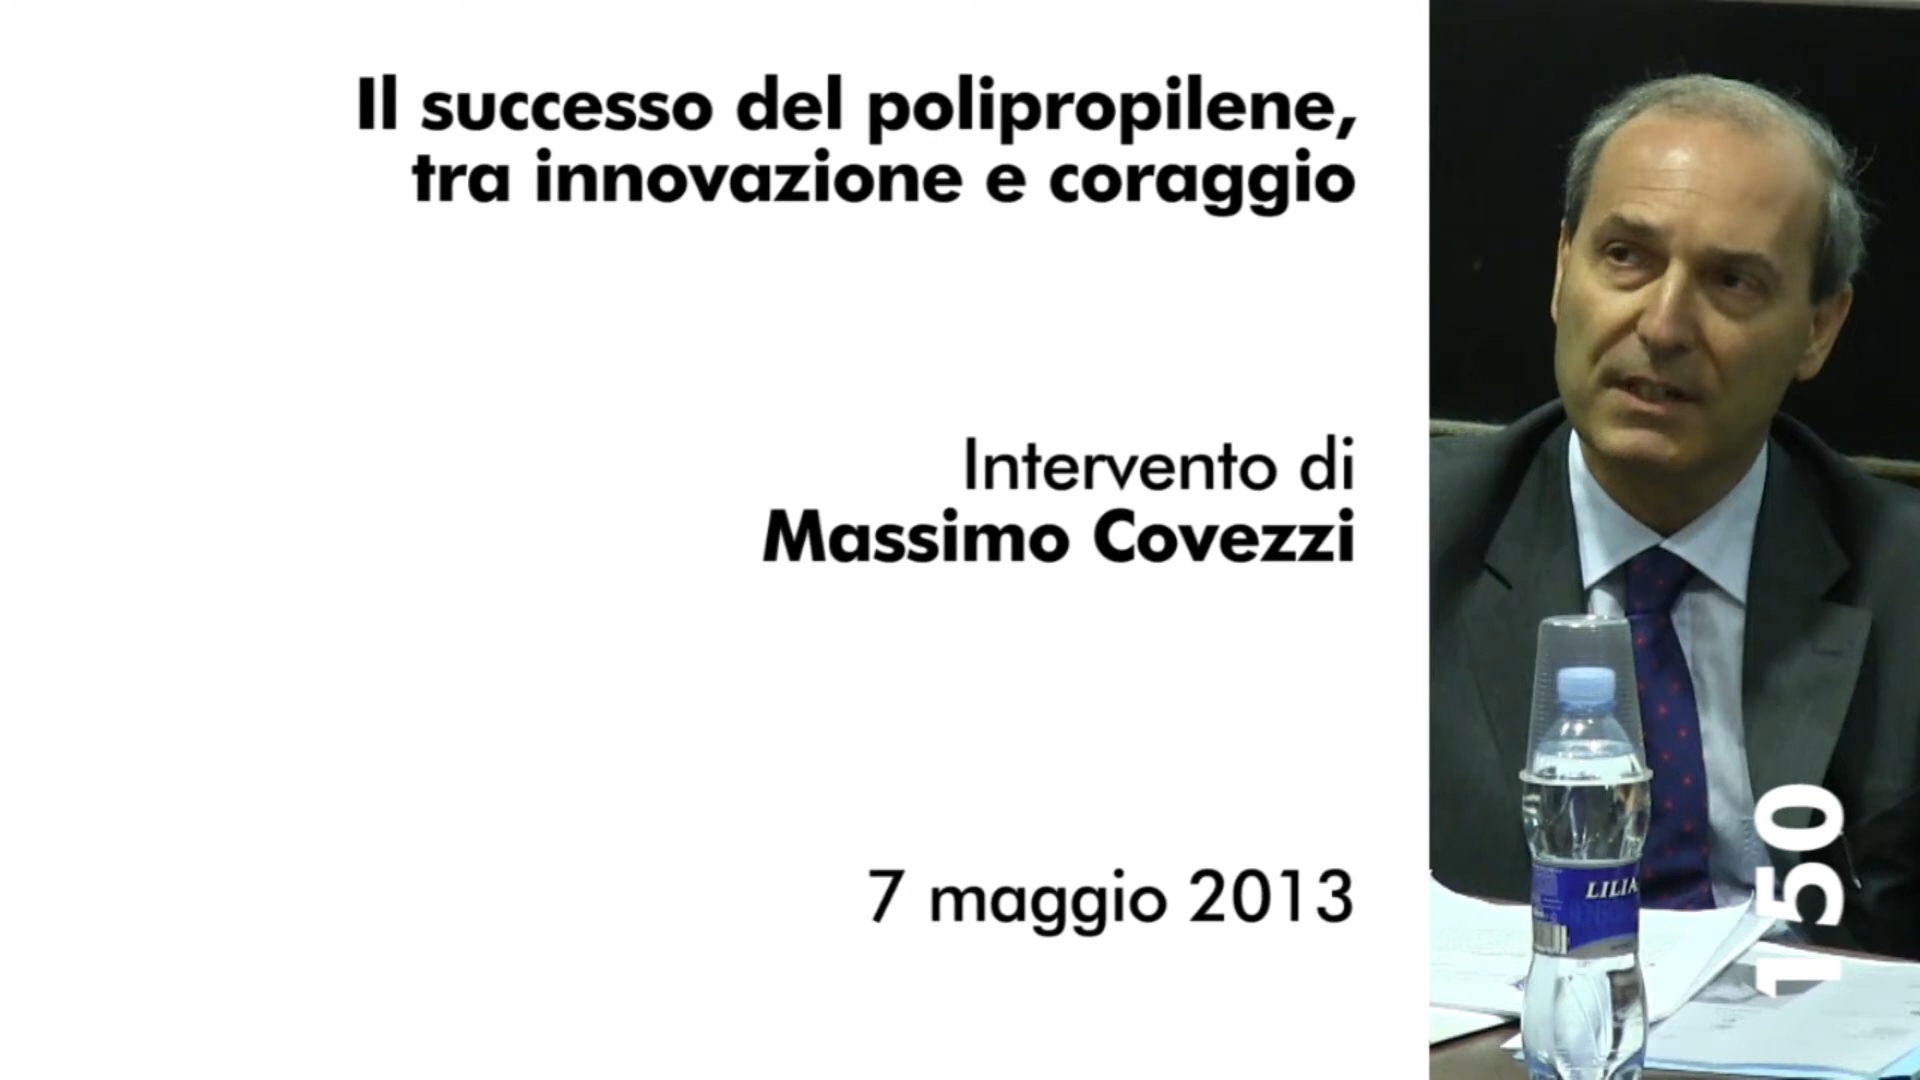 Il successo del polipropilene,
tra innovazione e coraggio
Intervento di
Massimo Covezzi
7 maggio 2013
LILIA
150